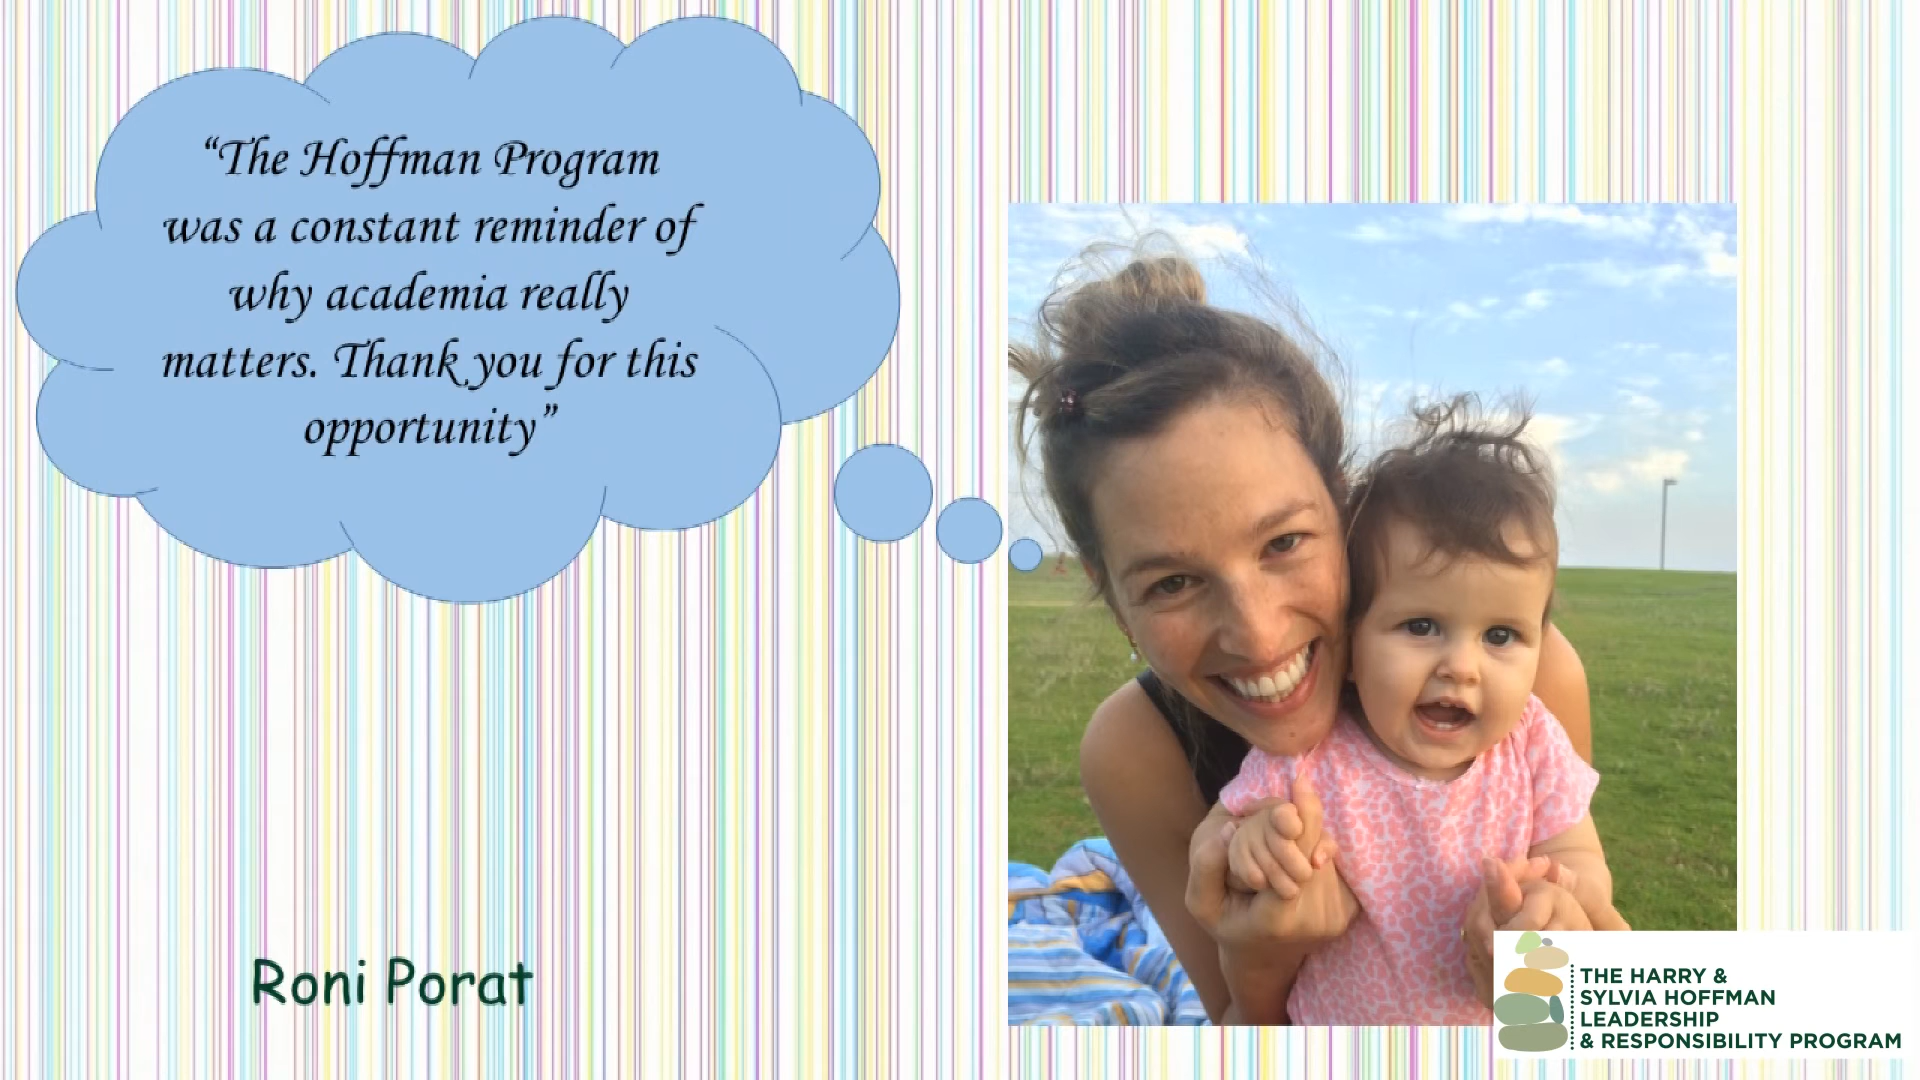 “The Hoffman Program
was a constant reminder of
why academia really
matters. Thank you for this
opportunity”
Roni Porat
THE HARRY &
SYLVIA HOFFMAN
LEADERSHIP
& RESPONSIBILITY PROGRAM